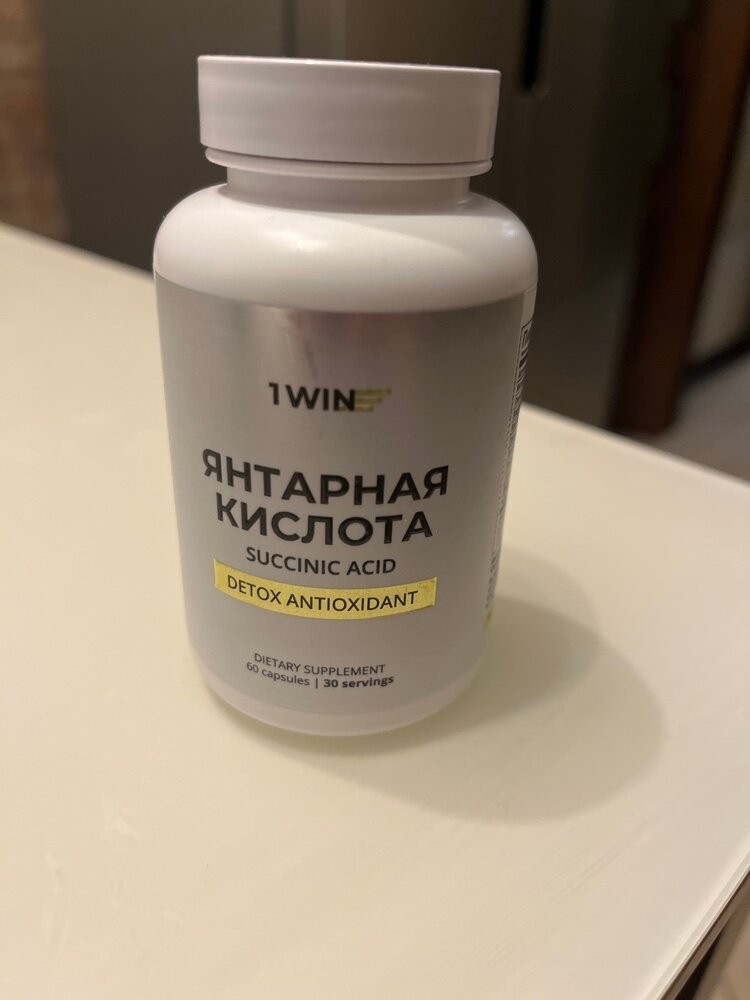 1WIN
ЯНТАРНАЯ
КИСЛОТА
SUCCINIC ACID
DETOX ANTIOXIDANT
DIETARY SUPPLEMENT
60 capsules | 30 servings